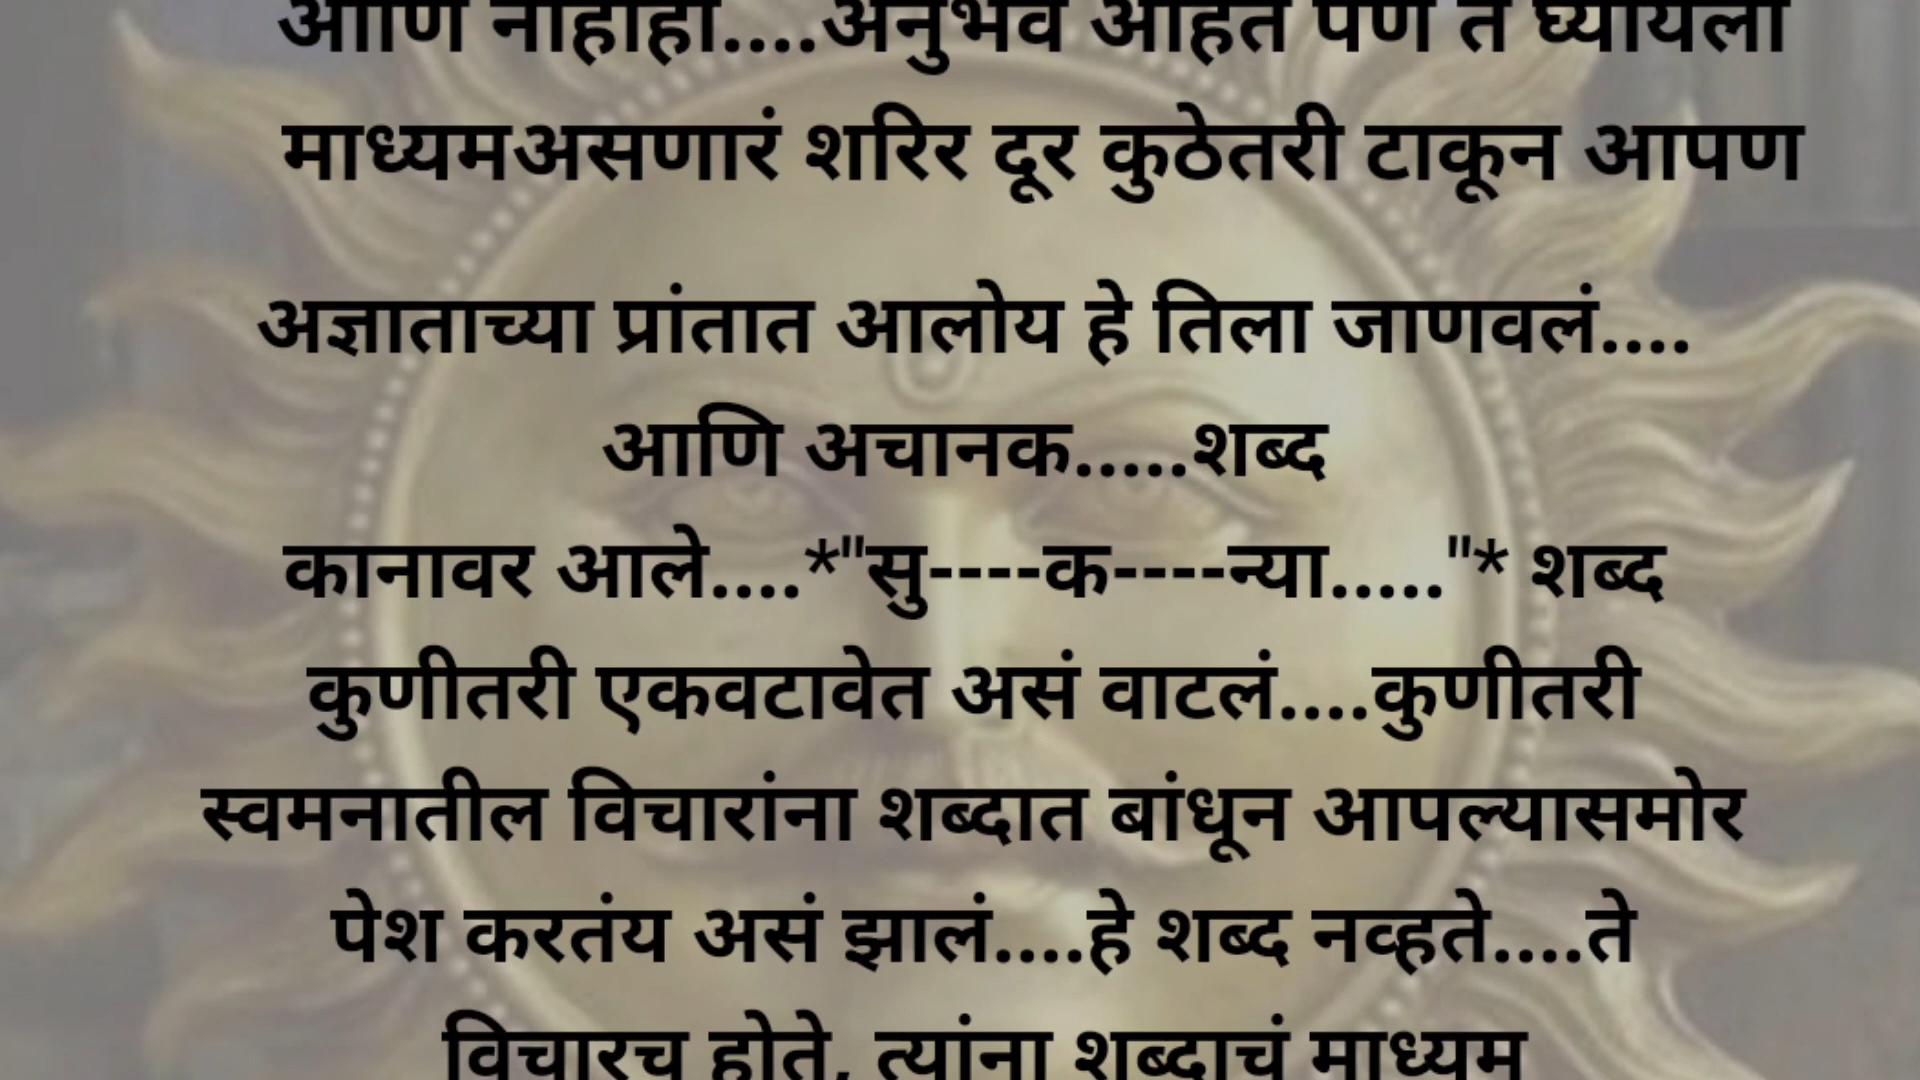 आणि नाहीही....अनुभव आहेत पण ते घ्यायला
माध्यमअसणारं शरिर दूर कुठेतरी टाकून आपण
अज्ञाताच्या प्रांतात आलोय हे तिला जाणवलं....
आणि अचानक.....शब्द
कानावर आले....*"सु----क----न्या....."* शब्द
कुणीतरी एकवटावेत असं वाटलं....कुणीतरी
स्वमनातील विचारांना शब्दात बांधून आपल्यासमोर
पेश करतंय असं झालं....हे शब्द नव्हते....ते
विचारच होते, त्यांना शब्दाचं माध्यम